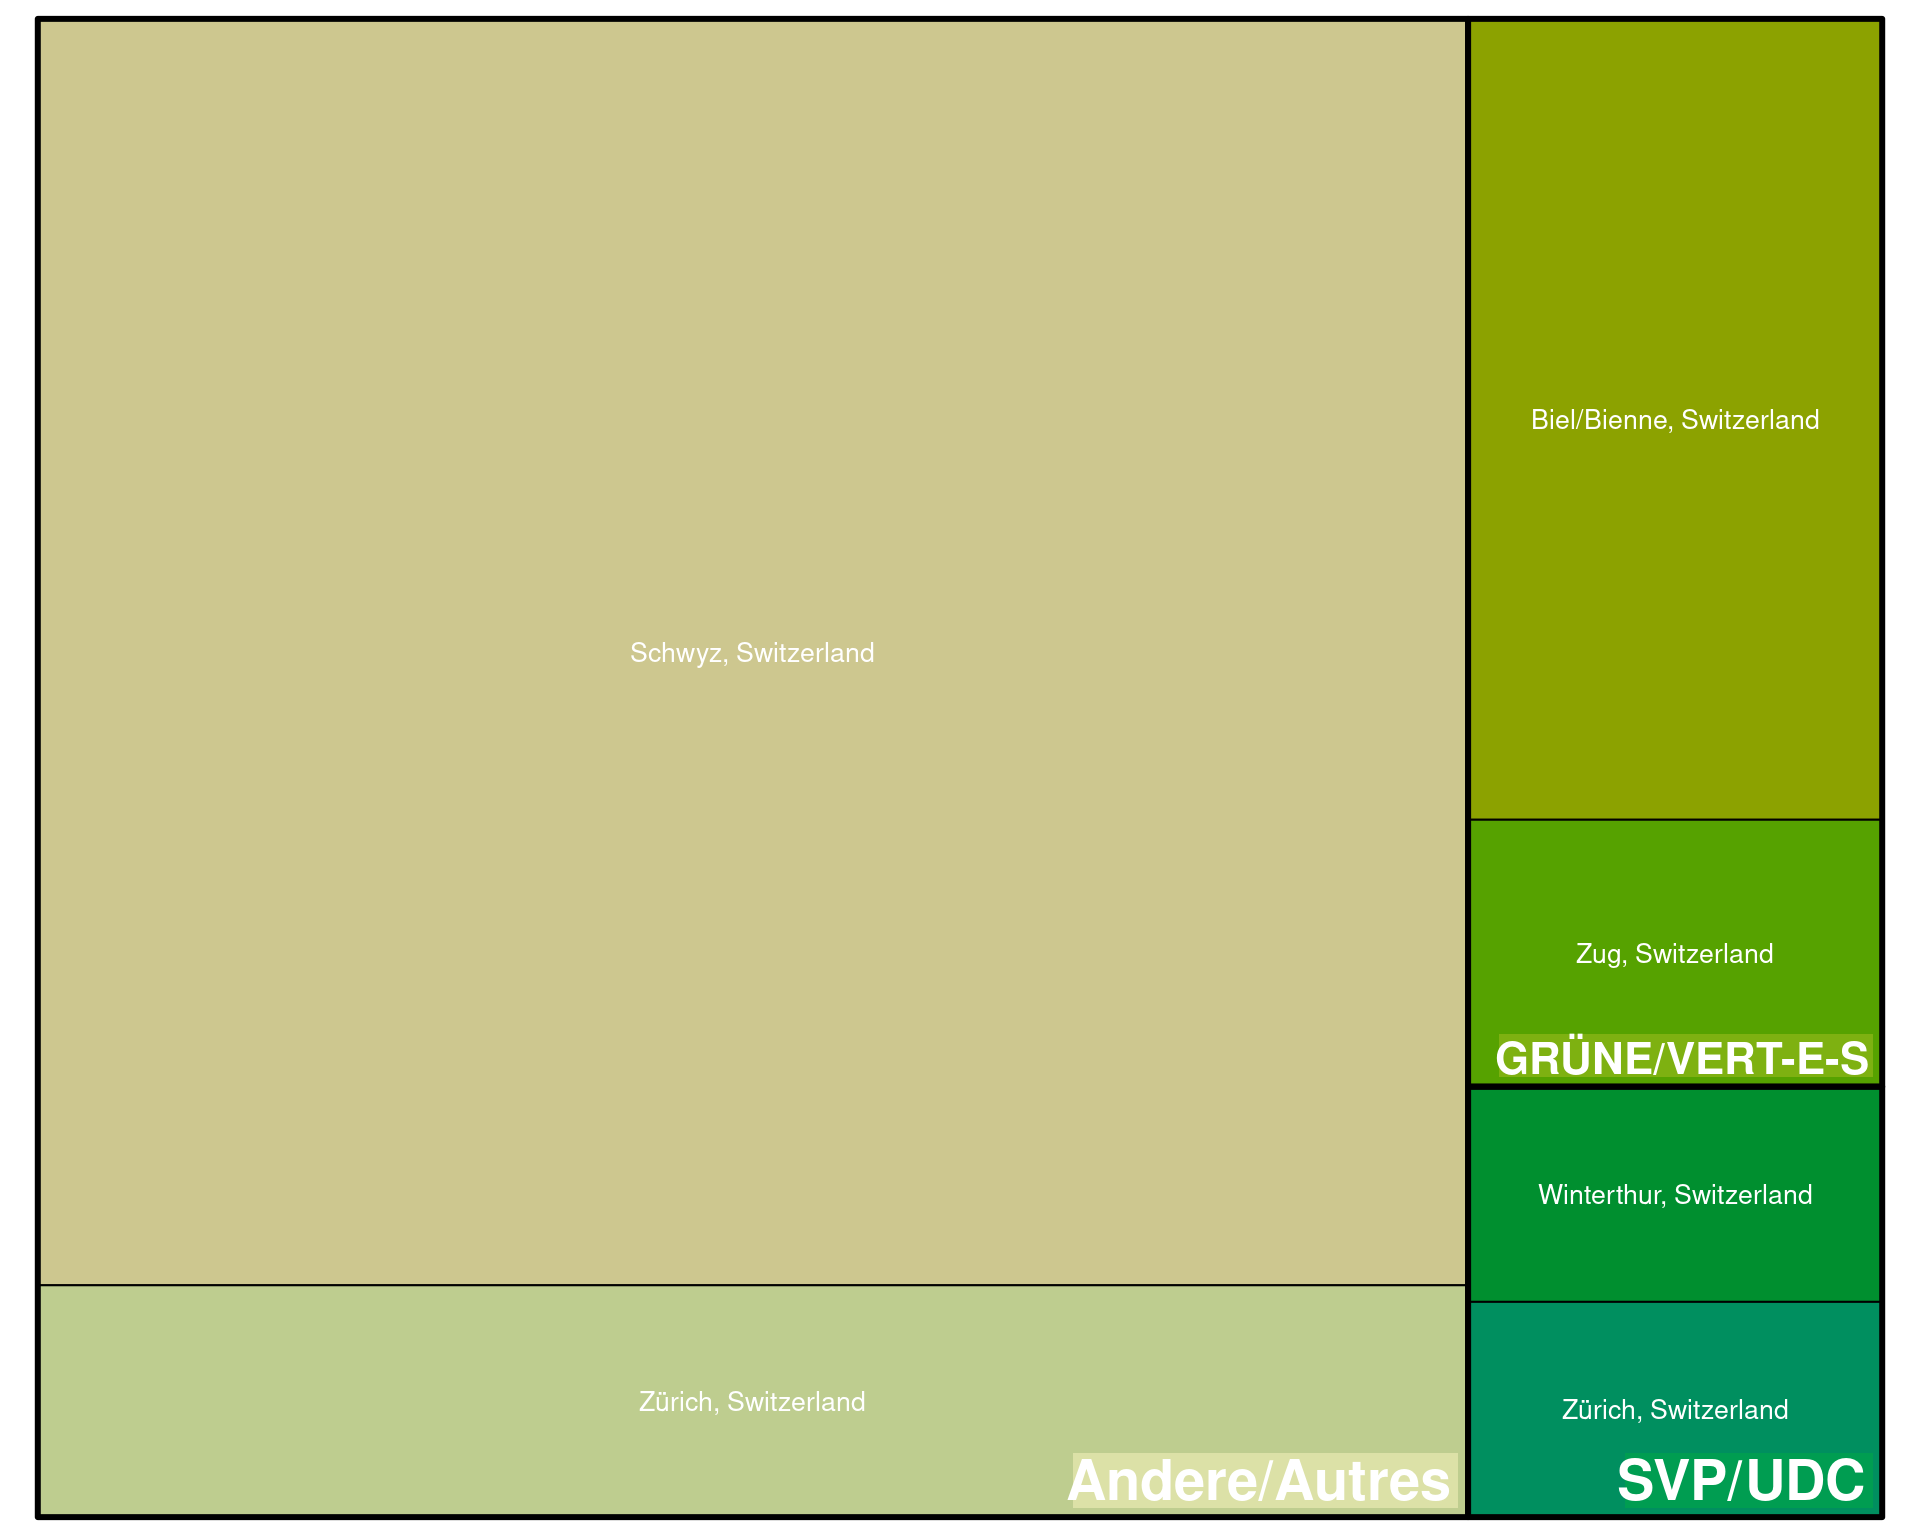 Schwyz, Switzerland
Zürich, Switzerland
Andere/Autres
Biel/Bienne, Switzerland
Zug, Switzerland
GRÜNE/VERT-E-S
Winterthur, Switzerland
Zürich, Switzerland
SVP/UDC